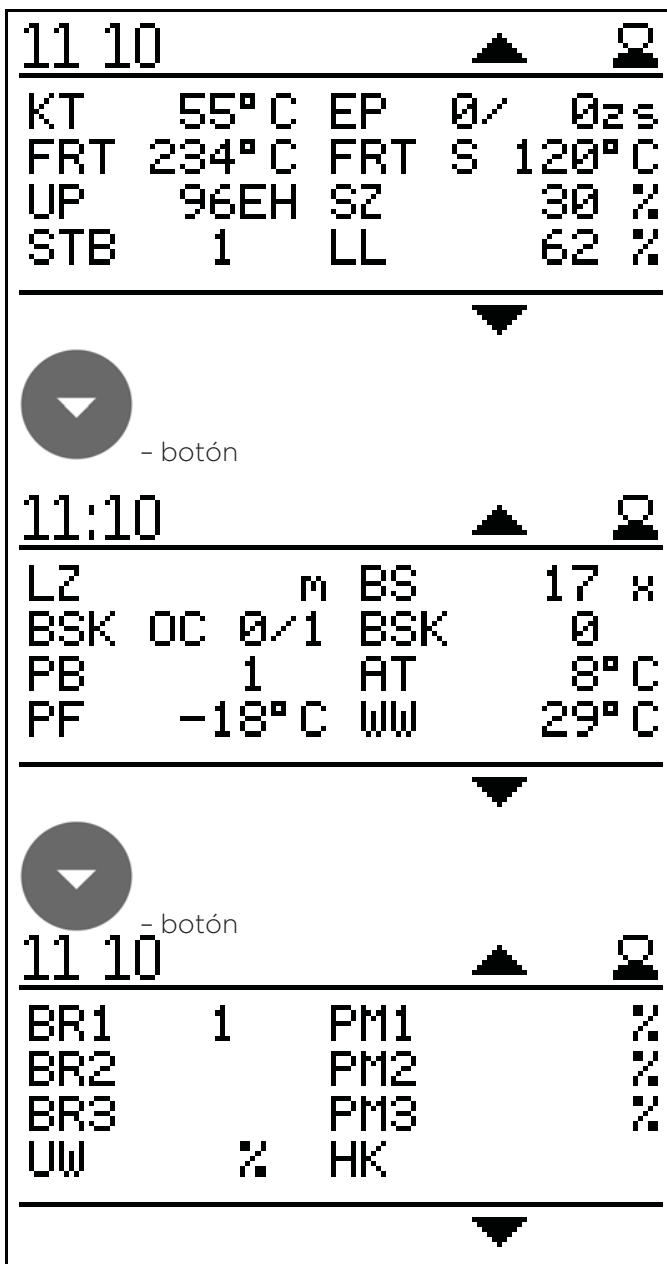 11 10
KT 55°C EP 0/ 0zs
FRT 234°C FRT S 120°C
UP 96EH SZ 30 %
STB 1 LL 62 %
- botón
11:10
LZ m BS 17 x
BSK OC 0/1 BSK 0
PB 1 AT 8°C
PF -18°C WW 29°C
- botón
11 10
BR1 1 PM1 %
BR2 PM2 %
BR3 PM3 %
UW % HK